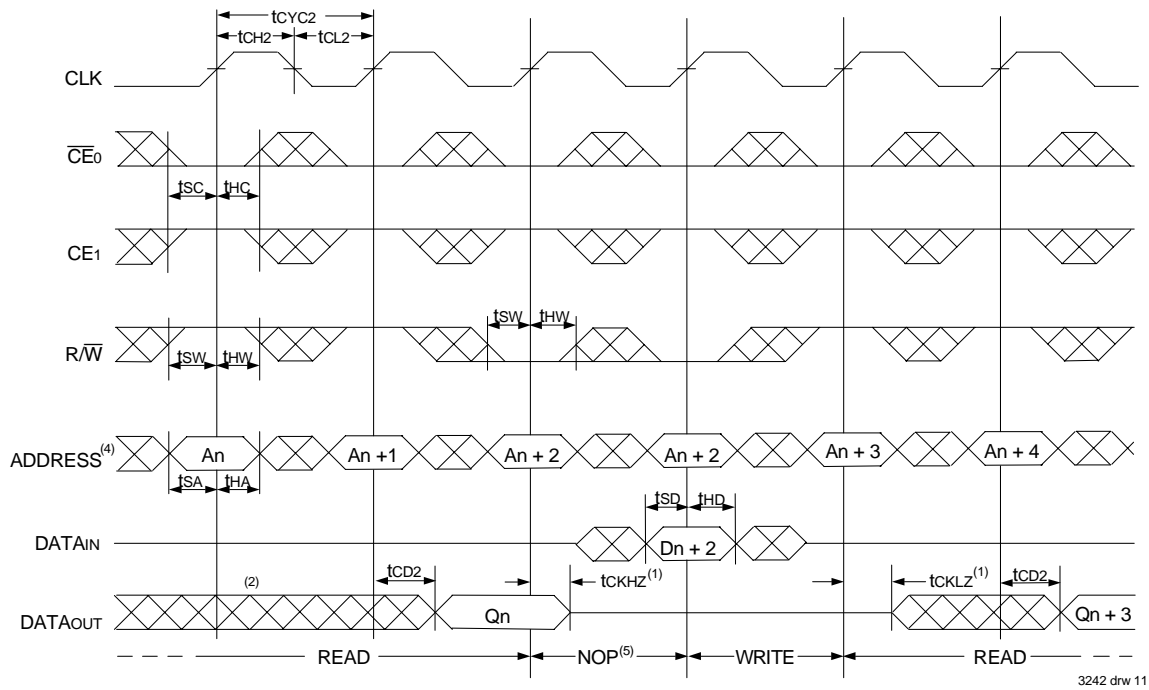 tCYC2
tCH2 tCL2
CLK
CE0
tSC tHC
CE1
tSW tHW
R/W
tSW tHW
ADDRESS(4) An An +1 An + 2 An + 2 An + 3 An + 4
tSA tHA
tSD tHD
DATAIN Dn + 2
(2) tCD2 tCKHZ(1) tCKLZ(1) tCD2
DATAOUT Qn Qn + 3
READ NOP(5) WRITE READ
3242 drw 11